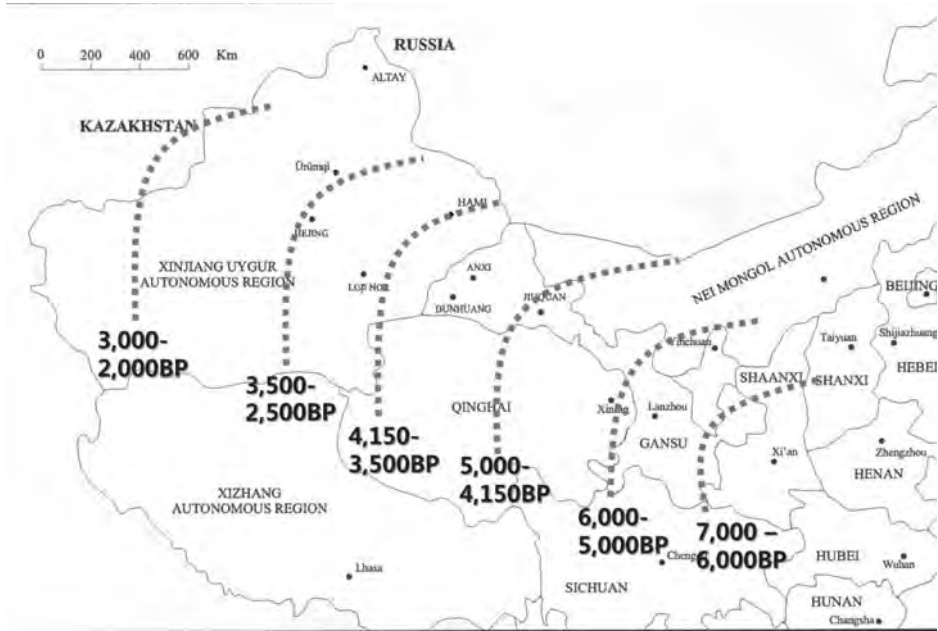 RUSSIA
0 200 400 600 Km
ALTAY
KAZAKHSTAN
Ürümqi
HAMI
HEJING
XINJIANG UYGUR
AUTONOMOUS REGION
LOP NOR
ANXI
DUNHUANG
JIUQUAN
NEI MONGOL AUTONOMOUS REGION
BEIJING
3,000-
2,000BP
Yinchuan
Taiyuan
Shijiazhuang
HEBEI
SHAANXI
SHANXI
3,500-
2,500BP
QINGHAI
Xining
Lanzhou
GANSU
4,150-
3,500BP
Xi'an
Zhengzhou
HENAN
5,000-
4,150BP
XIZHANG
AUTONOMOUS REGION
6,000-
5,000BP
7,000 –
6,000BP
HUBEI
Wuhan
Lhasa
SICHUAN
HUNAN
Changsha